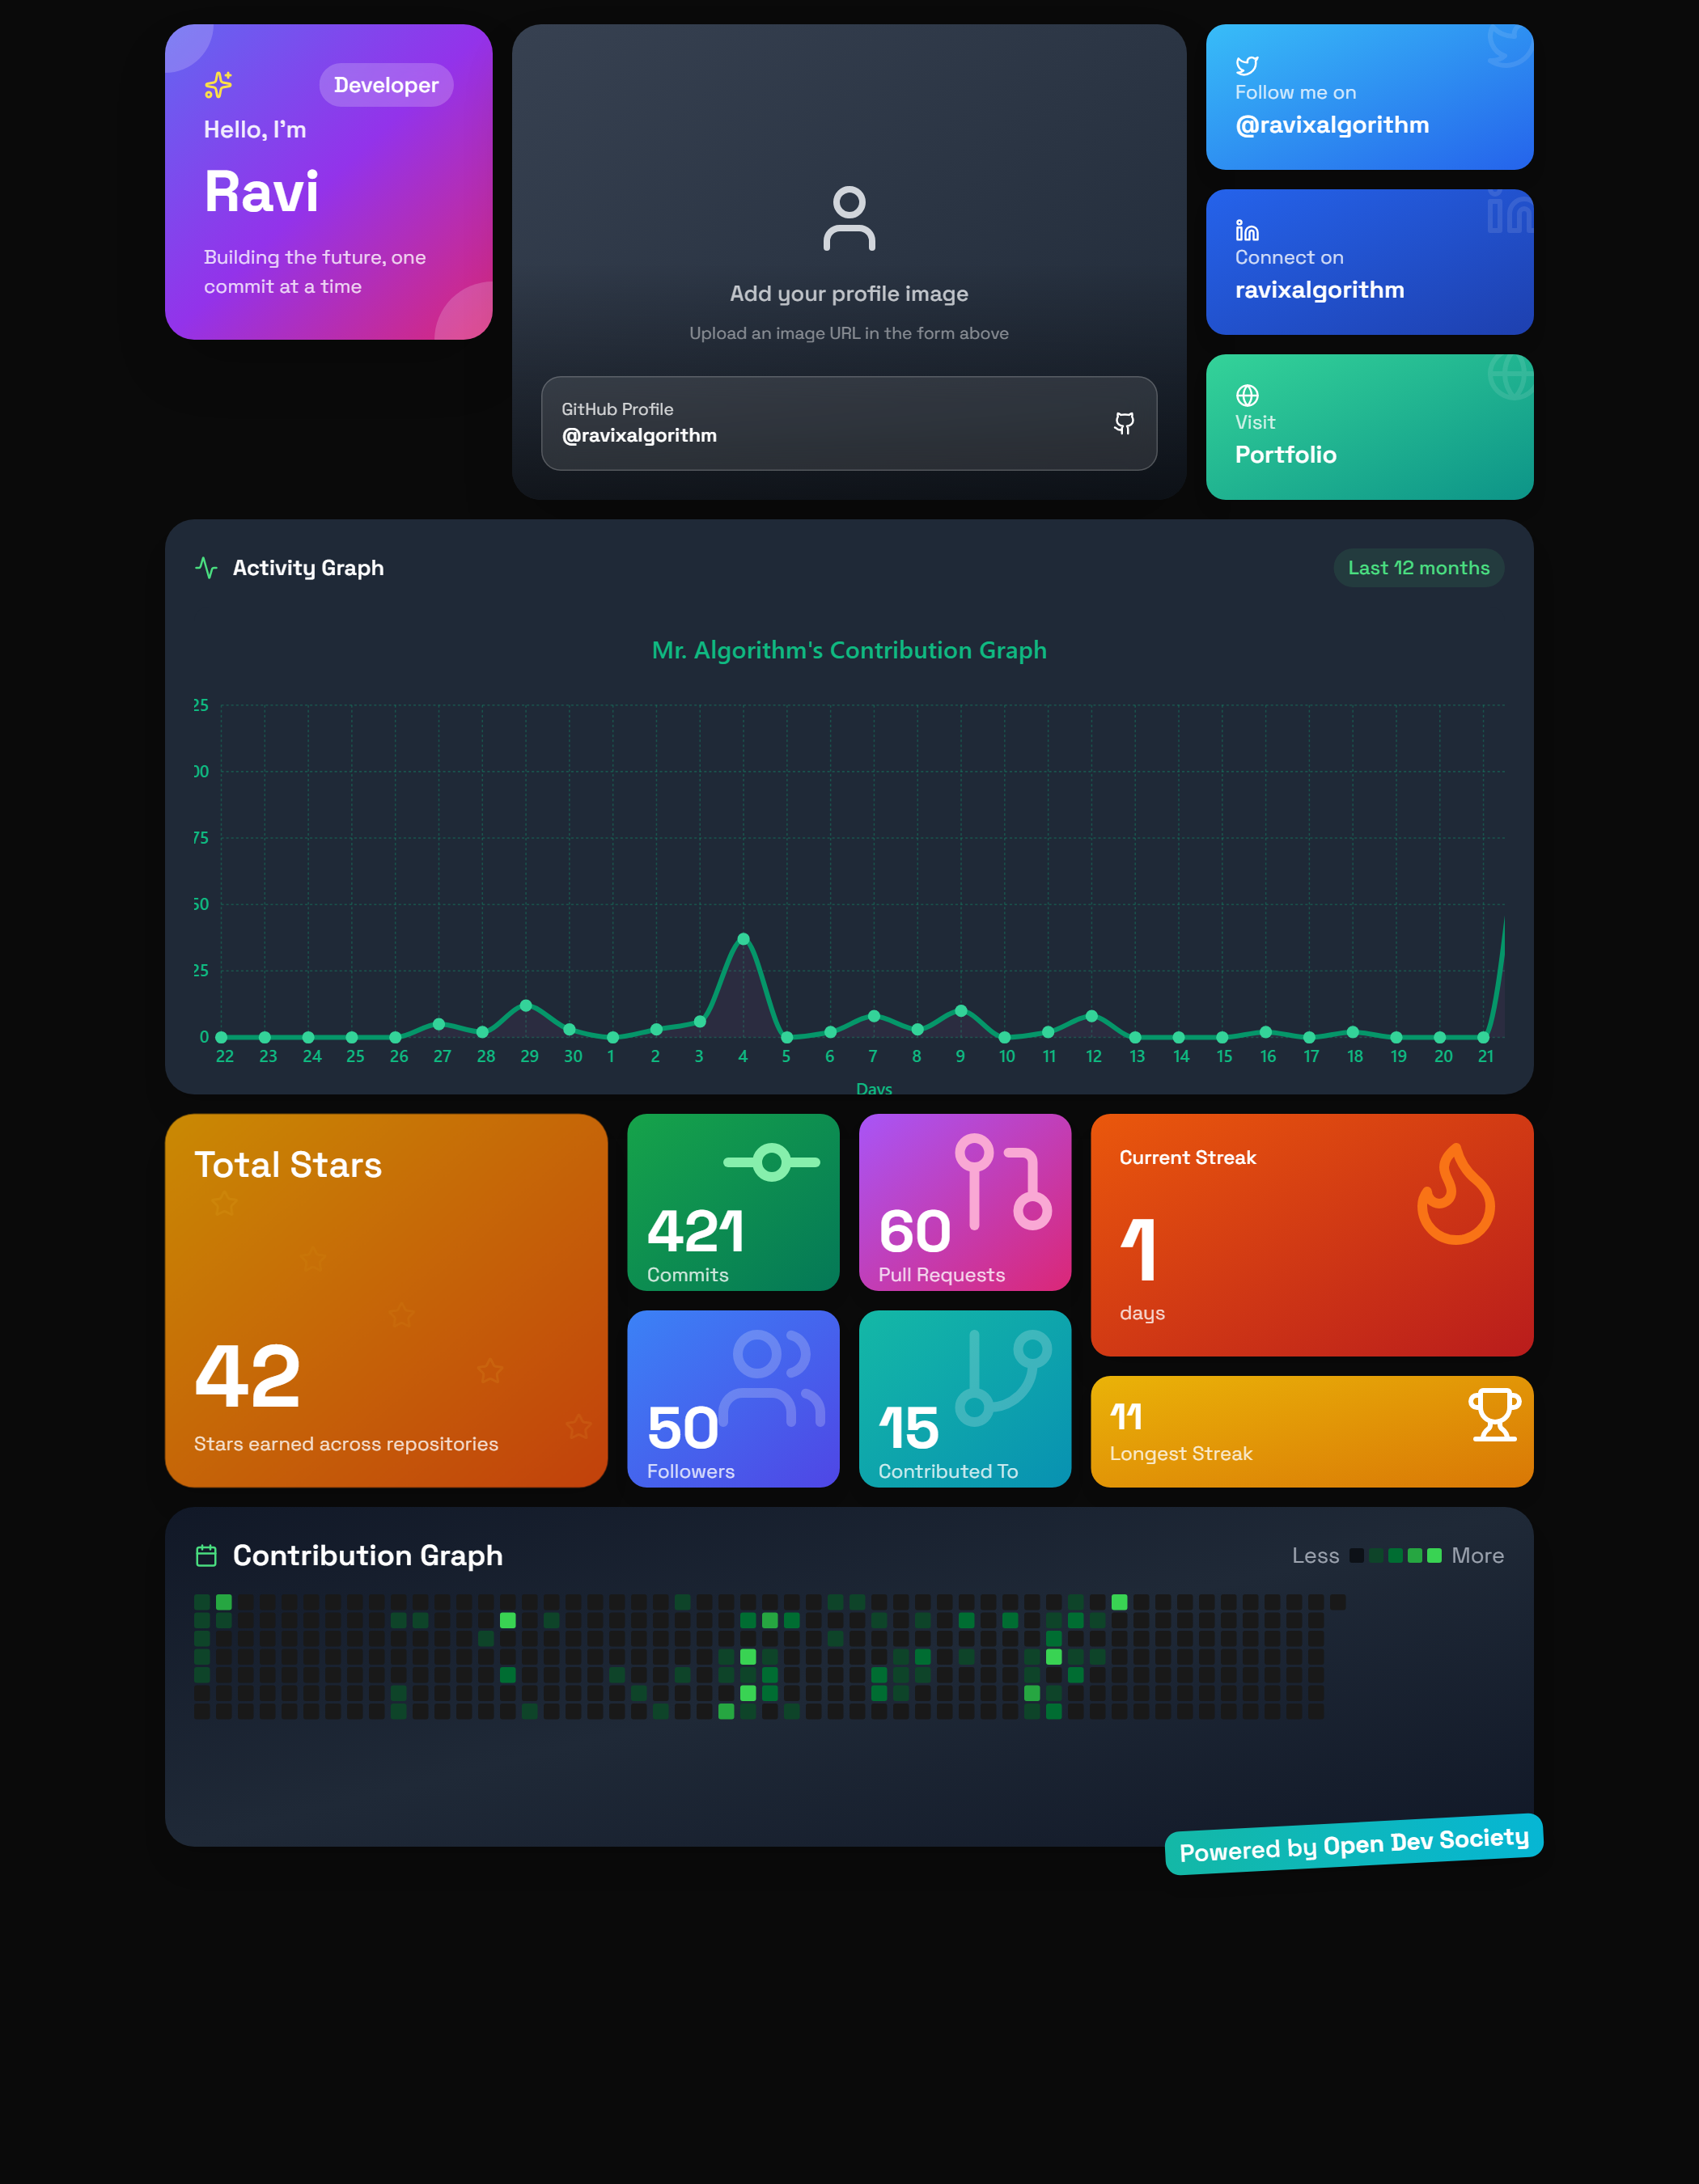 Developer
Hello, I'm
Ravi
Building the future, one
commit at a time
Add your profile image
Upload an image URL in the form above
GitHub Profile
@ravixalgorithm
Follow me on
@ravixalgorithm
Connect on
ravixalgorithm
Visit
Portfolio
Activity Graph
Last 12 months
Mr. Algorithm's Contribution Graph
25
00
75
50
25
0
22 23 24 25 26 27 28 29 30 1 2 3 4 5 6 7 8 9 10 11 12 13 14 15 16 17 18 19 20 21
Days
Total Stars
42
Stars earned across repositories
421
Commits
60
Pull Requests
50
Followers
15
Contributed To
Current Streak
1
days
11
Longest Streak
Contribution Graph
Less
More
Powered by Open Dev Society